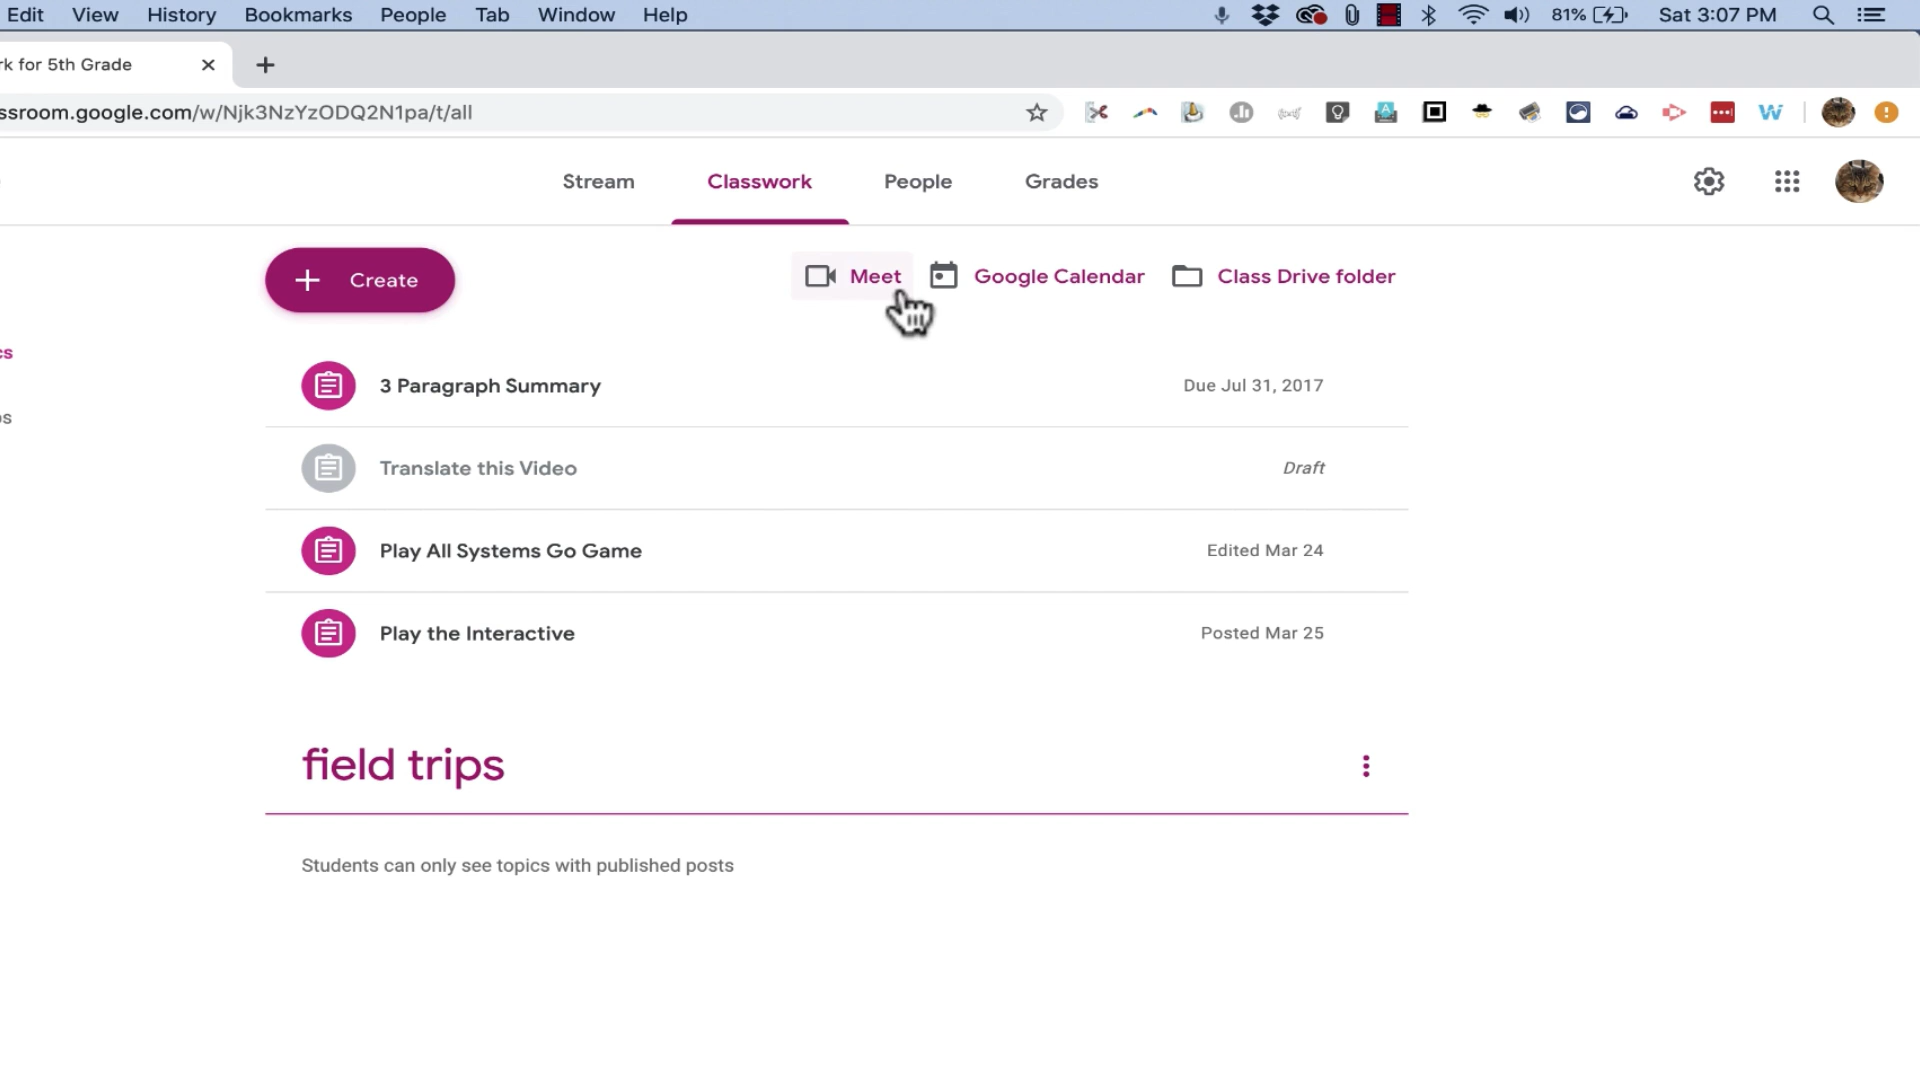 Edit View History Bookmarks People Tab Window Help 81% Sat 3:07 PM
rk for 5th Grade
ssroom.google.com/w/Njk3NzYzODQ2N1pa/t/all
Stream Classwork People Grades
Create Meet Google Calendar Class Drive folder
cs
3 Paragraph Summary Due Jul 31, 2017
ps
Translate this Video Draft
Play All Systems Go Game Edited Mar 24
Play the Interactive Posted Mar 25
field trips
Students can only see topics with published posts